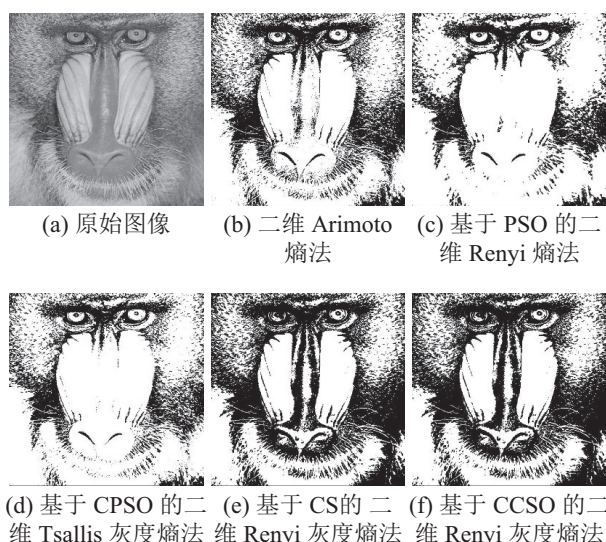 (a) 原始图像
(b) 二维 Arimoto
熵法
(c) 基于 PSO 的二
维 Renyi 熵法
(d) 基于 CPSO 的二
维 Tsallis 灰度熵法
(e) 基于 CS的 二
维 Renyi 灰度熵法
(f) 基于 CCSO 的二
维 Renyi 灰度熵法